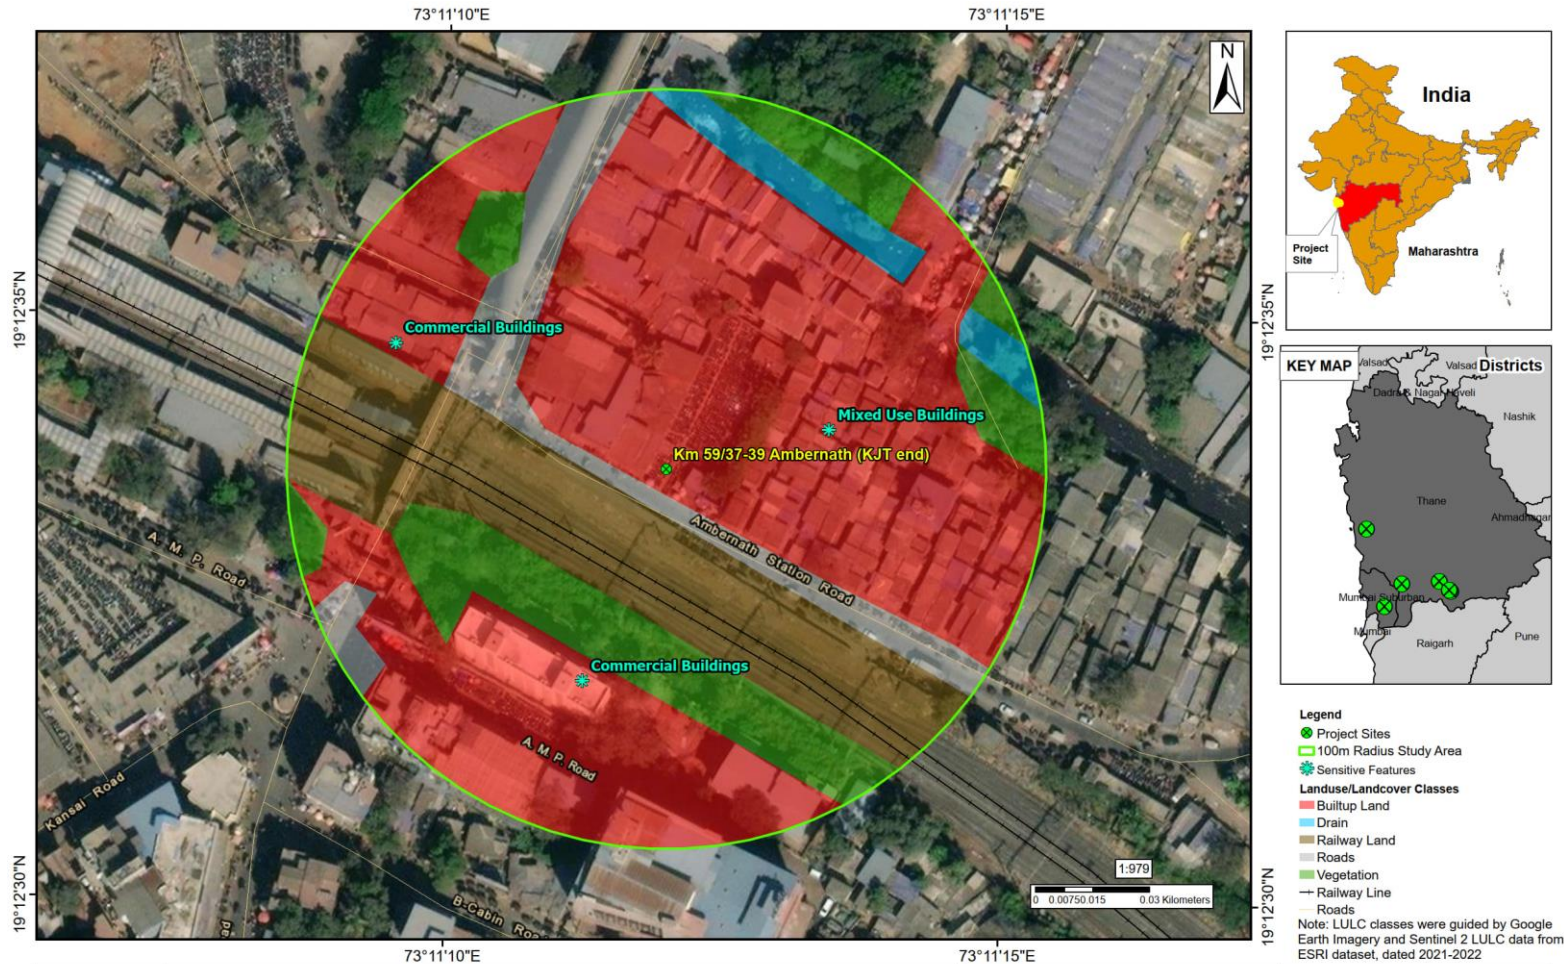 73°11'10"E
73°11'15"E
N
19°12'35"N
19°12'35"N
Commercial Buildings
Mixed Use Buildings
Km 59/37-39 Ambernath (KJT end)
Ambernath Station Road
A. M. P. Road
Commercial Buildings
A. M. P. Road
Kansai Road
B-Cabin
1:979
0 0.0075 0.015 0.03 Kilometers
19°12'30"N
19°12'30"N
73°11'10"E
73°11'15"E
India
Project
Site
Maharashtra
KEY MAP
Districts
Valsad
Valsad
Dadra & Nagar Haveli
Nashik
Thane
Ahmadnagar
Mumbai Suburban
Mumbai
Raigarh
Pune
Legend
Project Sites
100m Radius Study Area
Sensitive Features
Landuse/Landcover Classes
Builtup Land
Drain
Railway Land
Roads
Vegetation
Railway Line
Roads
Note: LULC classes were guided by Google
Earth Imagery and Sentinel 2 LULC data from
ESRI dataset, dated 2021-2022